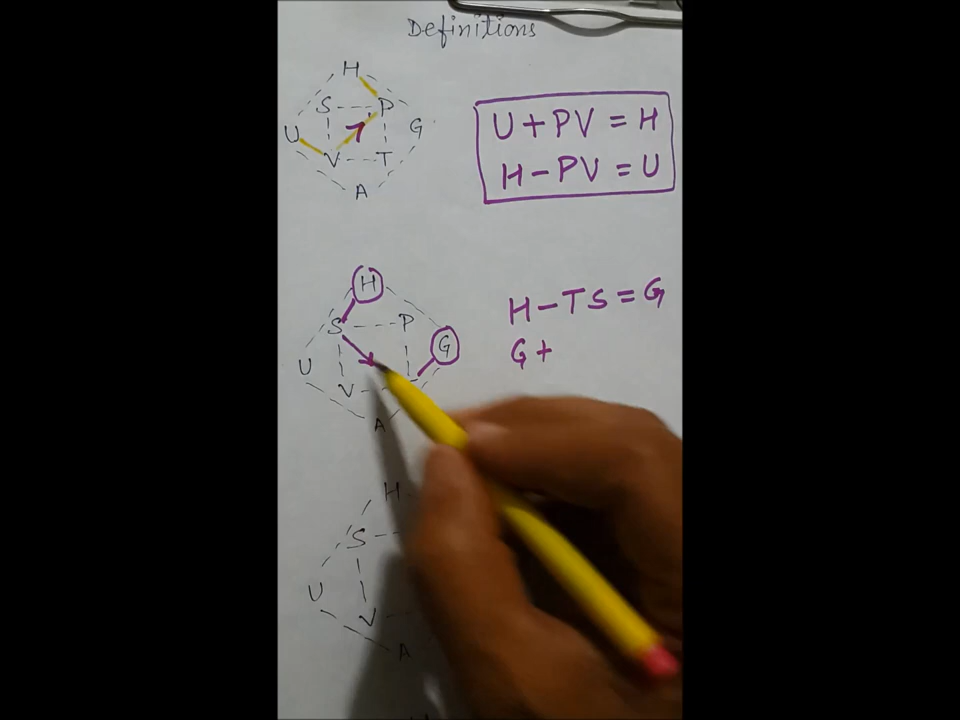 Definitions
H
S P
U G
V T
A
U + PV = H
H - PV = U
H
S P
G
U
V
A
H - TS = G
G +
H
S
U
V
A